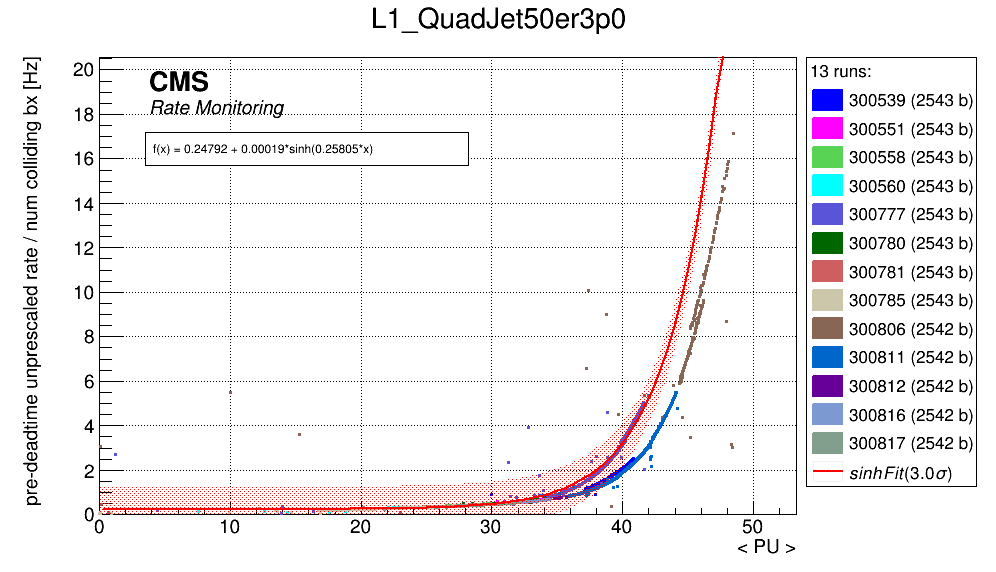 L1_QuadJet50er3p0
pre-deadtime unprescaled rate / num colliding bx [Hz]
CMS
Rate Monitoring
f(x) = 0.24792 + 0.00019*sinh(0.25805*x)
20
18
16
14
12
10
8
6
4
2
0
0 10 20 30 40 50
< PU >
13 runs:
300539 (2543 b)
300551 (2543 b)
300558 (2543 b)
300560 (2543 b)
300777 (2543 b)
300780 (2543 b)
300781 (2543 b)
300785 (2543 b)
300806 (2542 b)
300811 (2542 b)
300812 (2542 b)
300816 (2542 b)
300817 (2542 b)
sinhFit(3.0σ)